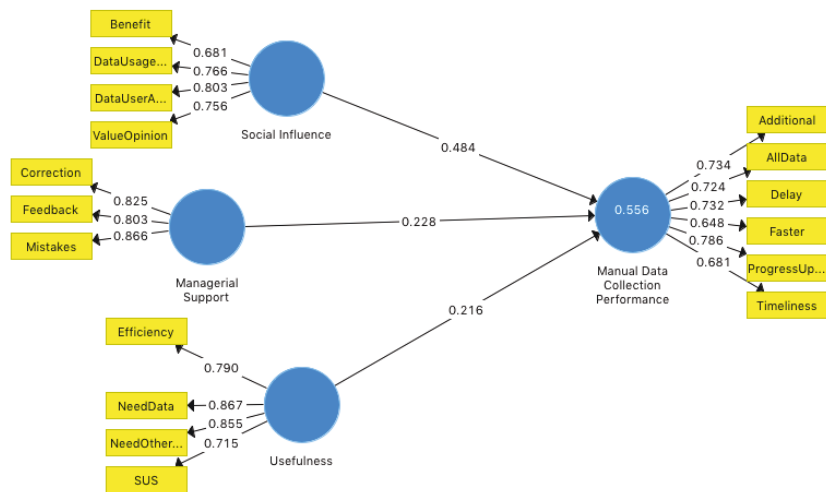 Benefit
0.681
DataUsage...
0.766
DataUserA...
0.803
0.756
ValueOpinion
Social Influence
0.484
Correction
0.825
Feedback
0.803
0.866
Mistakes
Managerial
Support
0.228
Efficiency
0.790
NeedData
0.867
0.855
NeedOther...
0.715
SUS
Usefulness
0.216
0.556
Manual Data
Collection
Performance
Additional
0.734
AllData
0.724
Delay
0.732
0.648
Faster
0.786
ProgressUp...
0.681
Timeliness